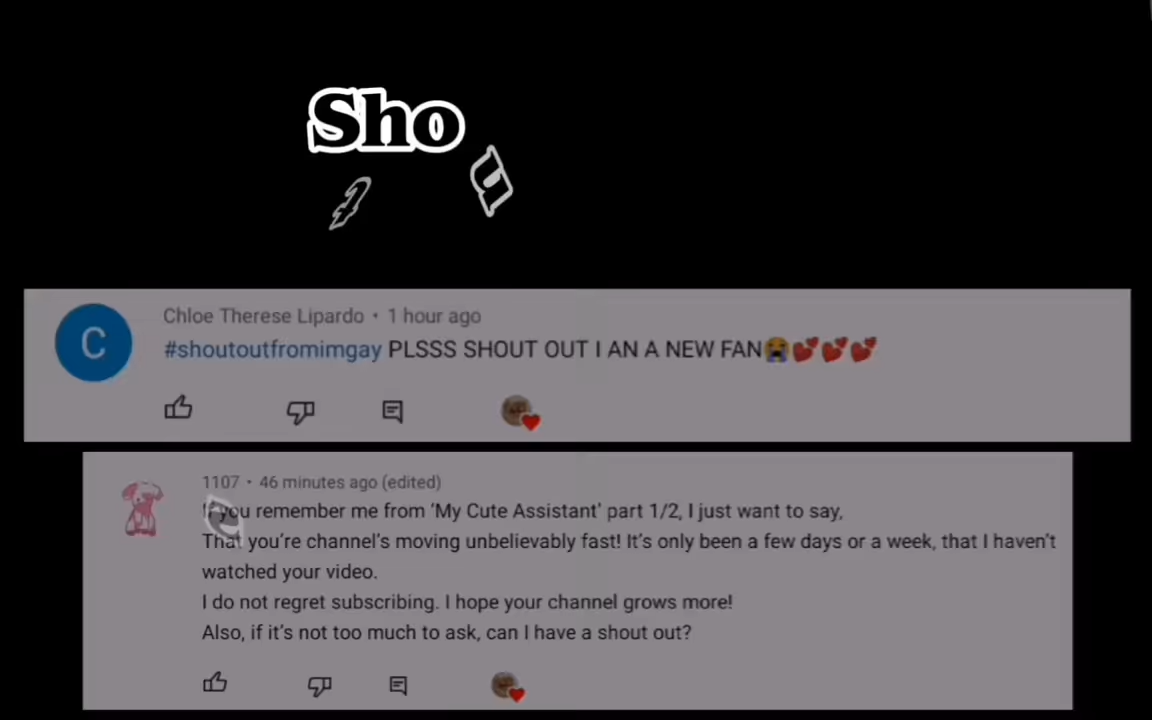 Sho
u
C
Chloe Therese Lipardo • 1 hour ago
#shoutoutfromimgay PLSSS SHOUT OUT I AN A NEW FAN😭💕💕💕
1107 • 46 minutes ago (edited)
If you remember me from ‘My Cute Assistant’ part 1/2, I just want to say,
That you’re channel’s moving unbelievably fast! It’s only been a few days or a week, that I haven’t
watched your video.
I do not regret subscribing. I hope your channel grows more!
Also, if it’s not too much to ask, can I have a shout out?